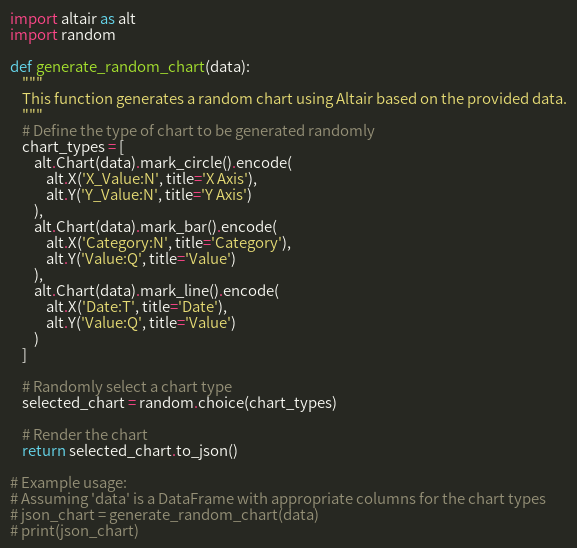 import altair as alt
import random

def generate_random_chart(data):
    """
    This function generates a random chart using Altair based on the provided data.
    """
    # Define the type of chart to be generated randomly
    chart_types = [
        alt.Chart(data).mark_circle().encode(
            alt.X('X_Value:N', title='X Axis'),
            alt.Y('Y_Value:N', title='Y Axis')
        ),
        alt.Chart(data).mark_bar().encode(
            alt.X('Category:N', title='Category'),
            alt.Y('Value:Q', title='Value')
        ),
        alt.Chart(data).mark_line().encode(
            alt.X('Date:T', title='Date'),
            alt.Y('Value:Q', title='Value')
        )
    ]

    # Randomly select a chart type
    selected_chart = random.choice(chart_types)

    # Render the chart
    return selected_chart.to_json()

# Example usage:
# Assuming 'data' is a DataFrame with appropriate columns for the chart types
# json_chart = generate_random_chart(data)
# print(json_chart)